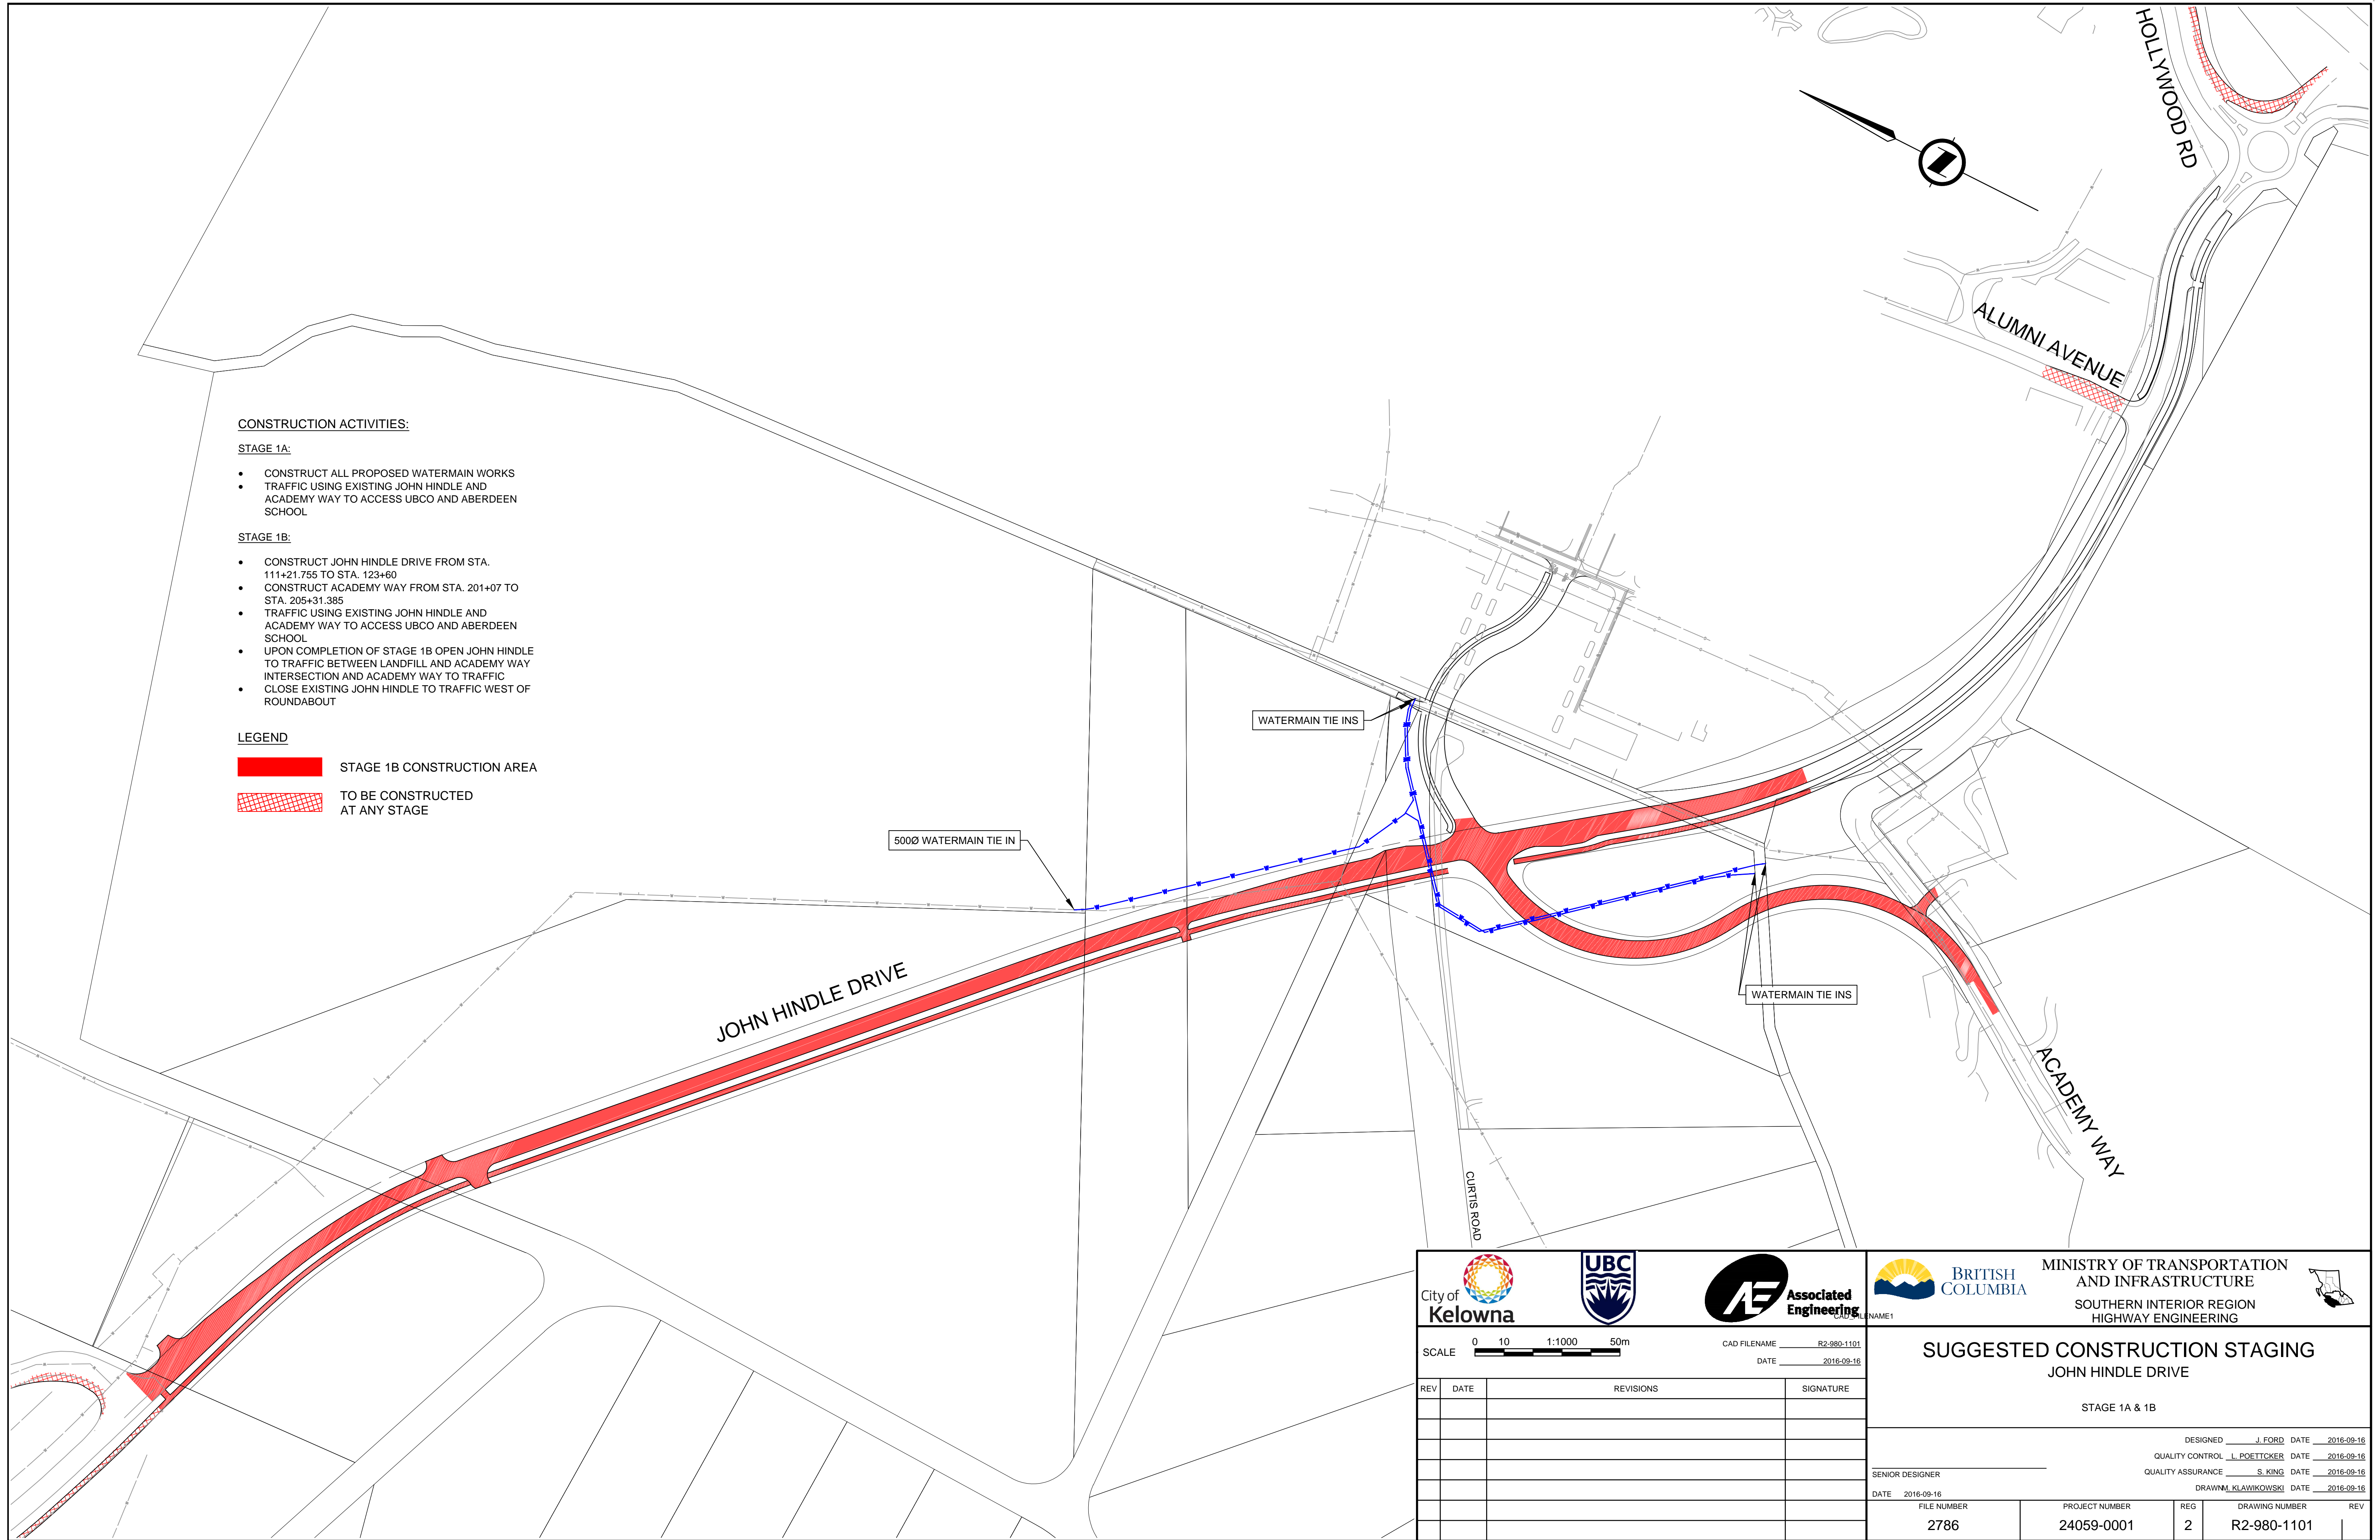 HOLLYWOOD RD
ALUMNI AVENUE
CONSTRUCTION ACTIVITIES:
STAGE 1A:
• CONSTRUCT ALL PROPOSED WATERMAIN WORKS
• TRAFFIC USING EXISTING JOHN HINDLE AND
ACADEMY WAY TO ACCESS UBCO AND ABERDEEN
SCHOOL
STAGE 1B:
• CONSTRUCT JOHN HINDLE DRIVE FROM STA.
111+21.755 TO STA. 123+60
• CONSTRUCT ACADEMY WAY FROM STA. 201+07 TO
STA. 205+31.385
• TRAFFIC USING EXISTING JOHN HINDLE AND
ACADEMY WAY TO ACCESS UBCO AND ABERDEEN
SCHOOL
• UPON COMPLETION OF STAGE 1B OPEN JOHN HINDLE
TO TRAFFIC BETWEEN LANDFILL AND ACADEMY WAY
INTERSECTION AND ACADEMY WAY TO TRAFFIC
• CLOSE EXISTING JOHN HINDLE TO TRAFFIC WEST OF
ROUNDABOUT
LEGEND
STAGE 1B CONSTRUCTION AREA
TO BE CONSTRUCTED
AT ANY STAGE
WATERMAIN TIE INS
500Ø WATERMAIN TIE IN
JOHN HINDLE DRIVE
WATERMAIN TIE INS
ACADEMY WAY
CURTIS ROAD
City of
Kelowna
UBC
AE
Associated
Engineering
CAD_FILENAME1
BRITISH
COLUMBIA
MINISTRY OF TRANSPORTATION
AND INFRASTRUCTURE
SOUTHERN INTERIOR REGION
HIGHWAY ENGINEERING
SCALE 0 10 1:1000 50m
CAD FILENAME R2-980-1101
DATE 2016-09-16
REV DATE REVISIONS SIGNATURE
SUGGESTED CONSTRUCTION STAGING
JOHN HINDLE DRIVE
STAGE 1A & 1B
DESIGNED J. FORD DATE 2016-09-16
QUALITY CONTROL L. POETTCKER DATE 2016-09-16
QUALITY ASSURANCE S. KING DATE 2016-09-16
DRAWN M. KLAWIKOWSKI DATE 2016-09-16
SENIOR DESIGNER
DATE 2016-09-16
FILE NUMBER PROJECT NUMBER REG DRAWING NUMBER REV
2786 24059-0001 2 R2-980-1101